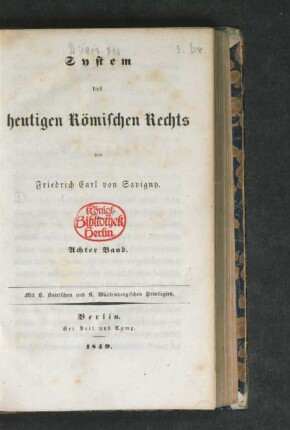 System
des
heutigen Römischen Rechts
von
Friedrich Carl von Savigny.
Königl.
Bibliothek
Berlin
Achter Band.
Mit K. Bairischen und K. Würtembergischen Privilegien.
Berlin.
Bei Veit und Comp.
1849.